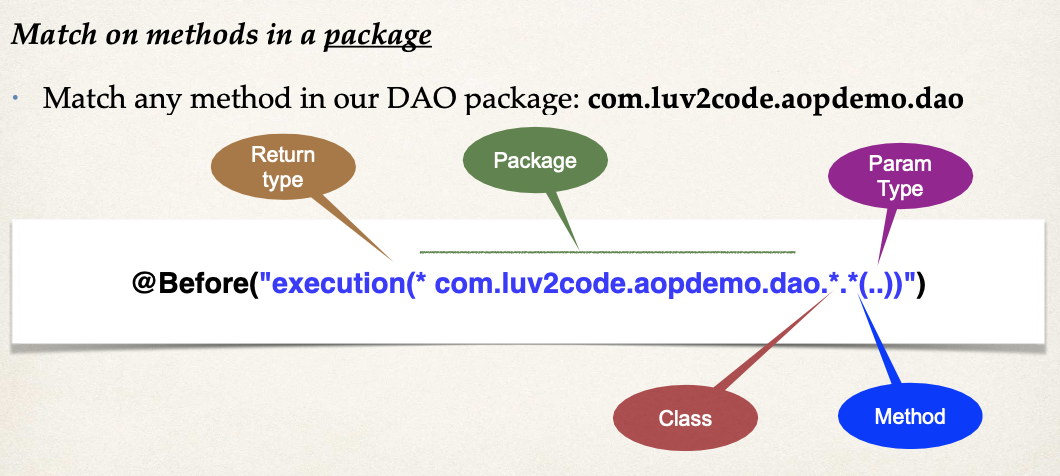 Match on methods in a package
• Match any method in our DAO package: com.luv2code.aopdemo.dao
Return
type
Package
Param
Type
@Before("execution(* com.luv2code.aopdemo.dao.*.*(..))")
Class
Method